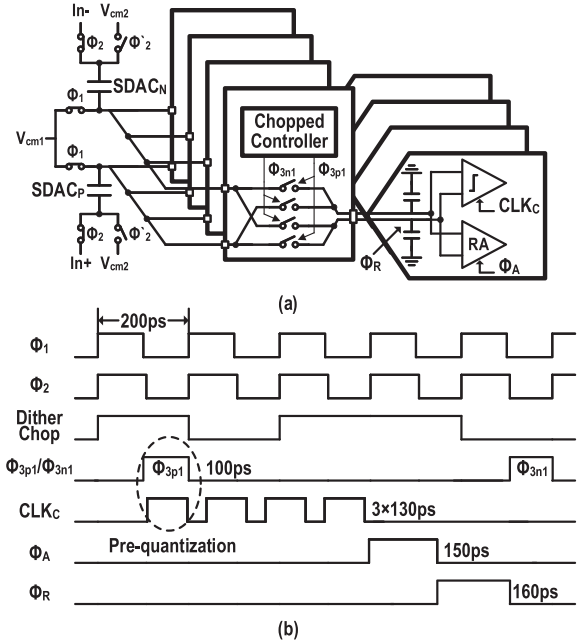 In- Vcm2
Φ2 Φ`2
SDACN
Φ1
Vcm1
Φ1
SDACP
Φ2 Φ`2
In+ Vcm2
Chopped
Controller
Φ3n1 Φ3p1
CLKC
RA
ΦR
ΦA
(a)
200ps
Φ1
Φ2
Dither
Chop
Φ3p1/Φ3n1 Φ3p1 100ps Φ3n1
CLKC 3×130ps
Pre-quantization
ΦA 150ps
ΦR 160ps
(b)